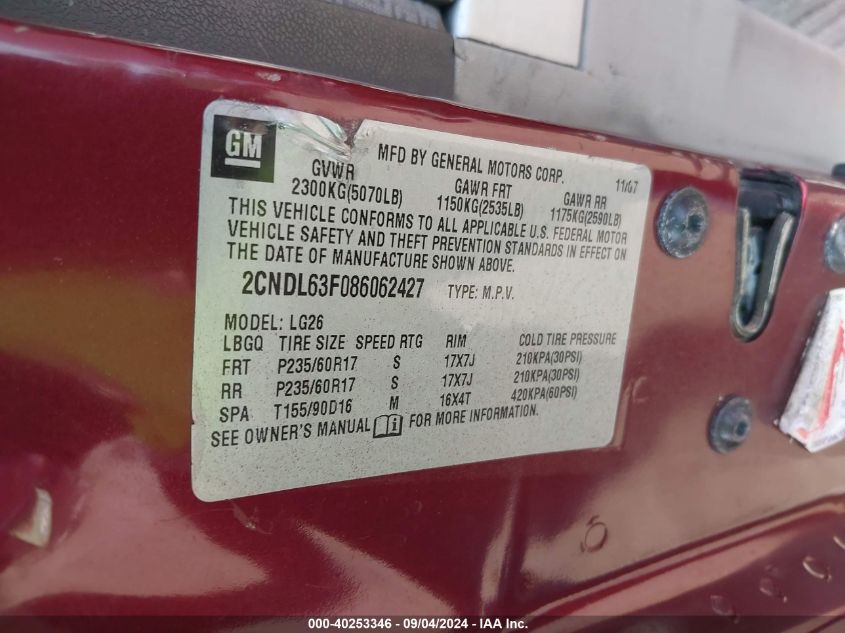 GM
MFD BY GENERAL MOTORS CORP. 11/07
GVWR GAWR FRT GAWR RR
2300KG(5070LB) 1150KG(2535LB) 1175KG(2590LB)
THIS VEHICLE CONFORMS TO ALL APPLICABLE U.S. FEDERAL MOTOR
VEHICLE SAFETY AND THEFT PREVENTION STANDARDS IN EFFECT ON
THE DATE OF MANUFACTURE SHOWN ABOVE.
2CNDL63F086062427 TYPE: M.P.V.
MODEL: LG26
LBGQ TIRE SIZE SPEED RTG RIM COLD TIRE PRESSURE
FRT P235/60R17 S 17X7J 210KPA(30PSI)
RR P235/60R17 S 17X7J 210KPA(30PSI)
SPA T155/90D16 M 16X4T 420KPA(60PSI)
SEE OWNER'S MANUAL i FOR MORE INFORMATION.
000-40253346 - 09/04/2024 - IAA, Inc.